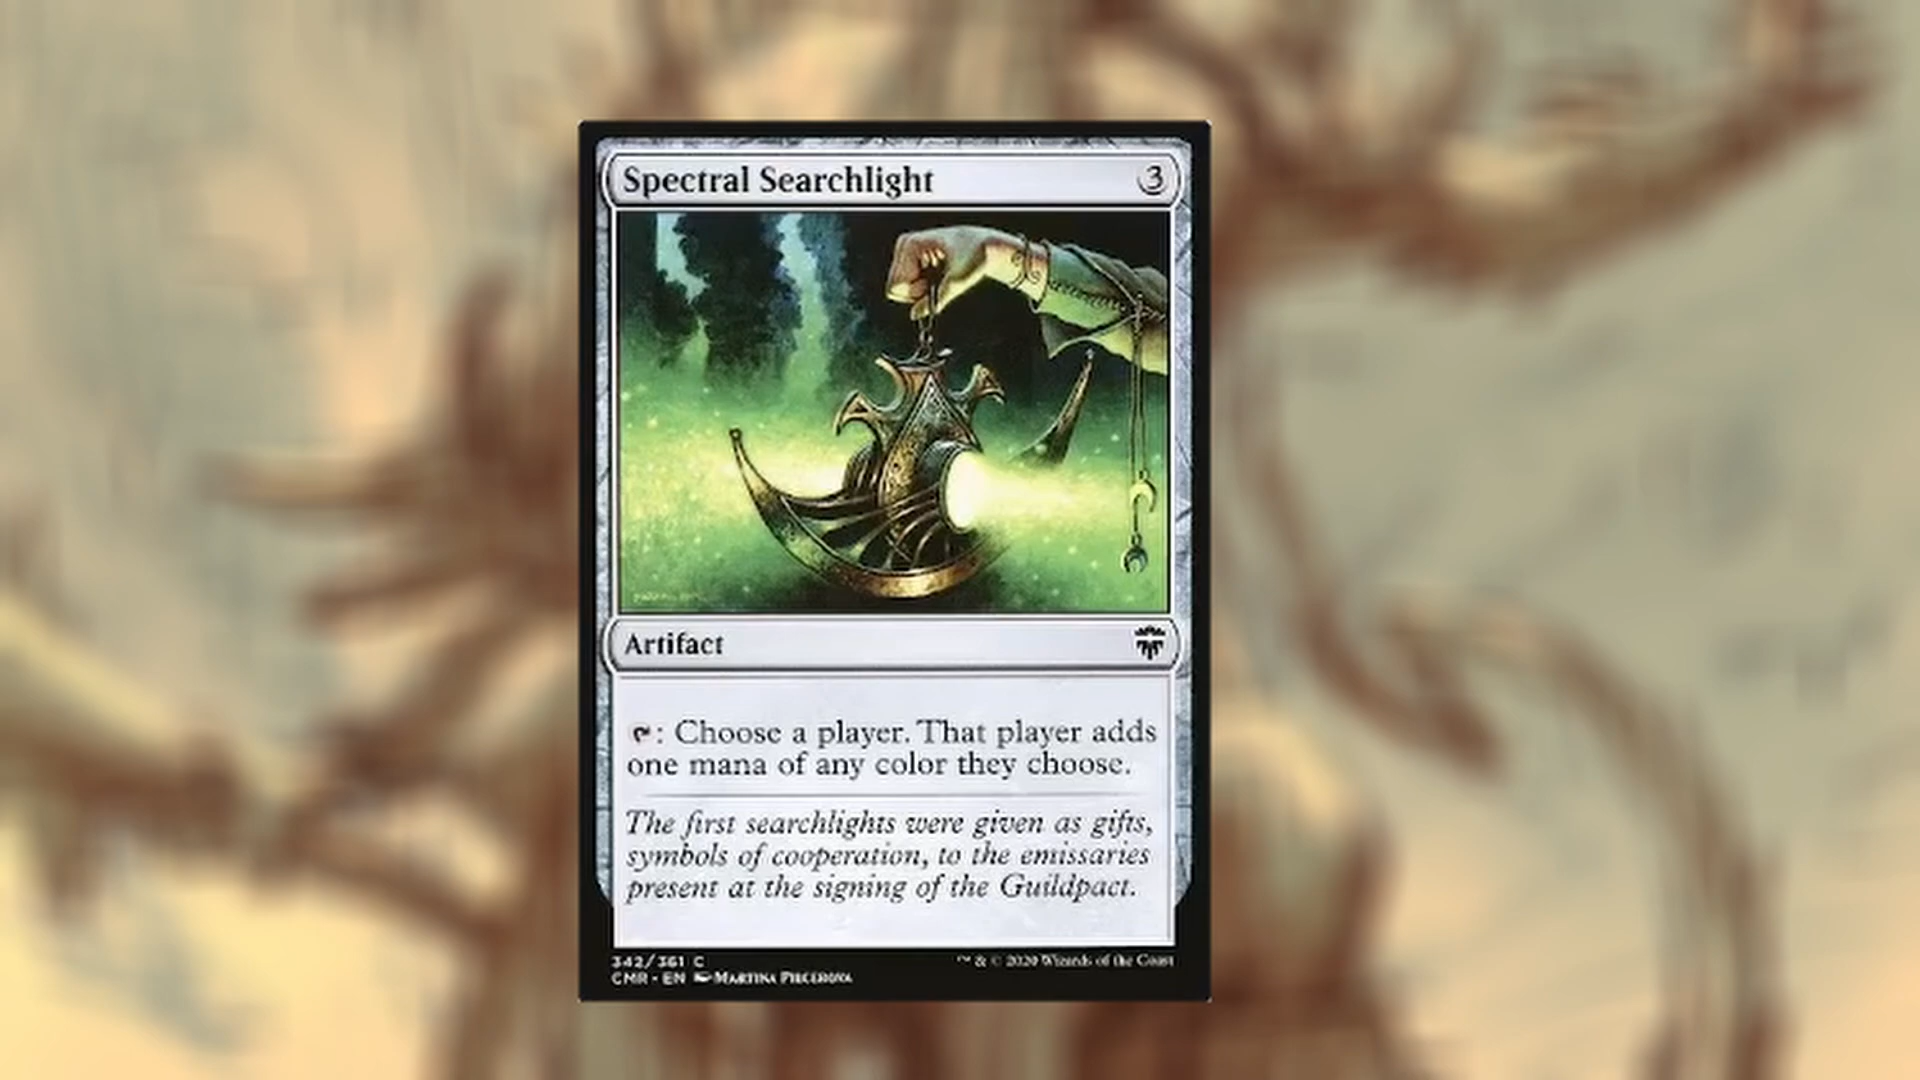 Spectral Searchlight 3
Artifact
: Choose a player. That player adds
one mana of any color they choose.
The first searchlights were given as gifts,
symbols of cooperation, to the emissaries
present at the signing of the Guildpact.
342/361 C
™ & © 2020 Wizards of the Coast
CMR - EN MARTINA PILCEROVA